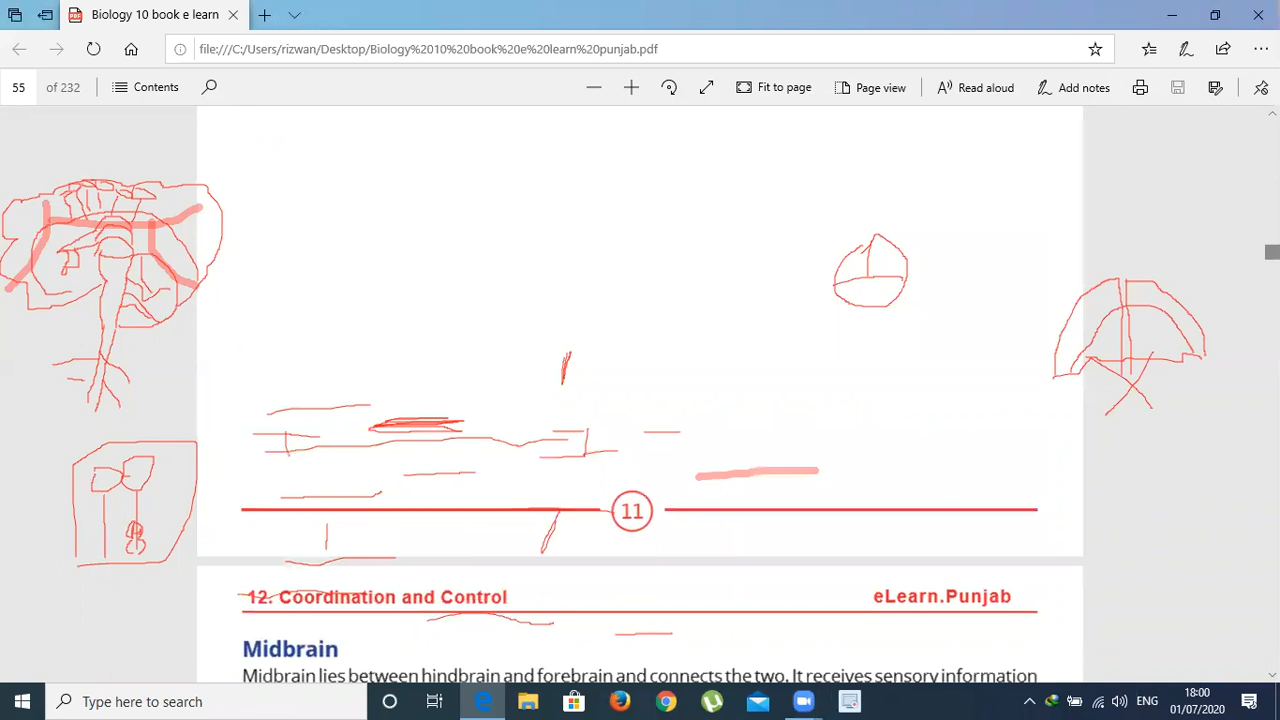 Biology 10 book e learn
file:///C:/Users/rizwan/Desktop/Biology%2010%20book%20e%20learn%20punjab.pdf
55 of 232 Contents Fit to page Page view Read aloud Add notes
11
12. Coordination and Control eLearn.Punjab
Midbrain
Midbrain lies between hindbrain and forebrain and connects the two. It receives sensory information
Type here to search ENG 18:00 01/07/2020